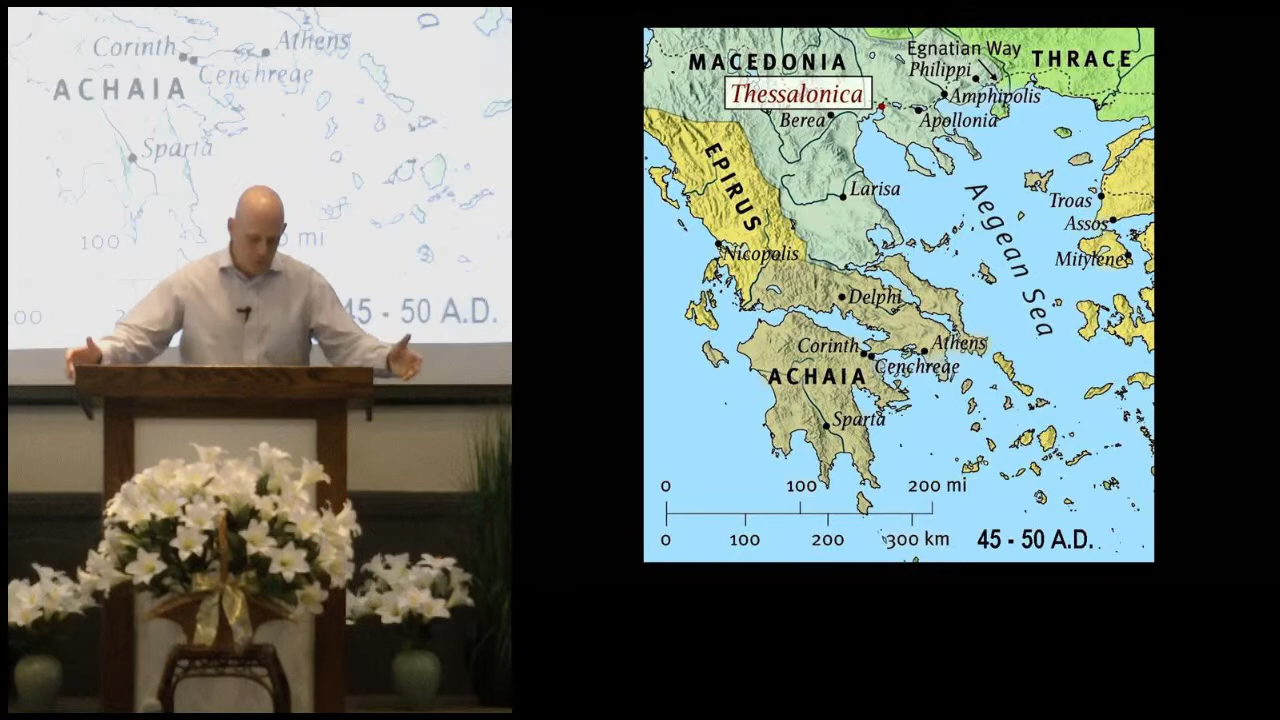 Corinth
Athens
Cenchreae
ACHAIA
Sparta
100
mi
45 - 50 A.D.
MACEDONIA
Egnatian Way
THRACE
Philippi
Thessalonica
Amphipolis
Berea
Apollonia
EPIRUS
Larisa
Aegean Sea
Troas
Assos
Nicopolis
Mitylene
Delphi
Corinth
Athens
Cenchreae
ACHAIA
Sparta
0 100 200 mi
0 100 200 300 km
45 - 50 A.D.